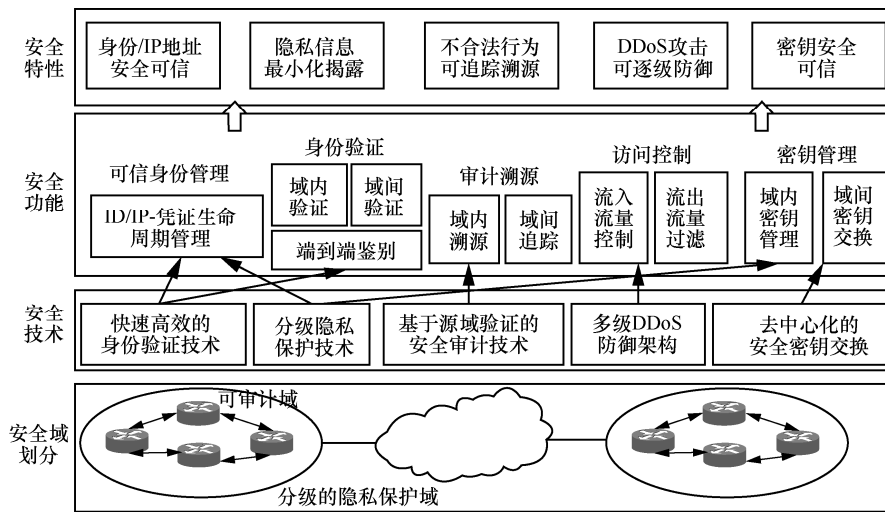 安全
特性
身份/IP地址
安全可信
隐私信息
最小化揭露
不合法行为
可追踪溯源
DDoS攻击
可逐级防御
密钥安全
可信
安全
功能
可信身份管理
ID/IP-凭证生命
周期管理
身份验证
域内
验证
域间
验证
端到端鉴别
审计溯源
域内
溯源
域间
追踪
访问控制
流入
流量
控制
流出
流量
过滤
密钥管理
域内
密钥
管理
域间
密钥
交换
安全
技术
快速高效的
身份验证技术
分级隐私
保护技术
基于源域验证的
安全审计技术
多级DDoS
防御架构
去中心化的
安全密钥交换
安全域
划分
可审计域
分级的隐私保护域